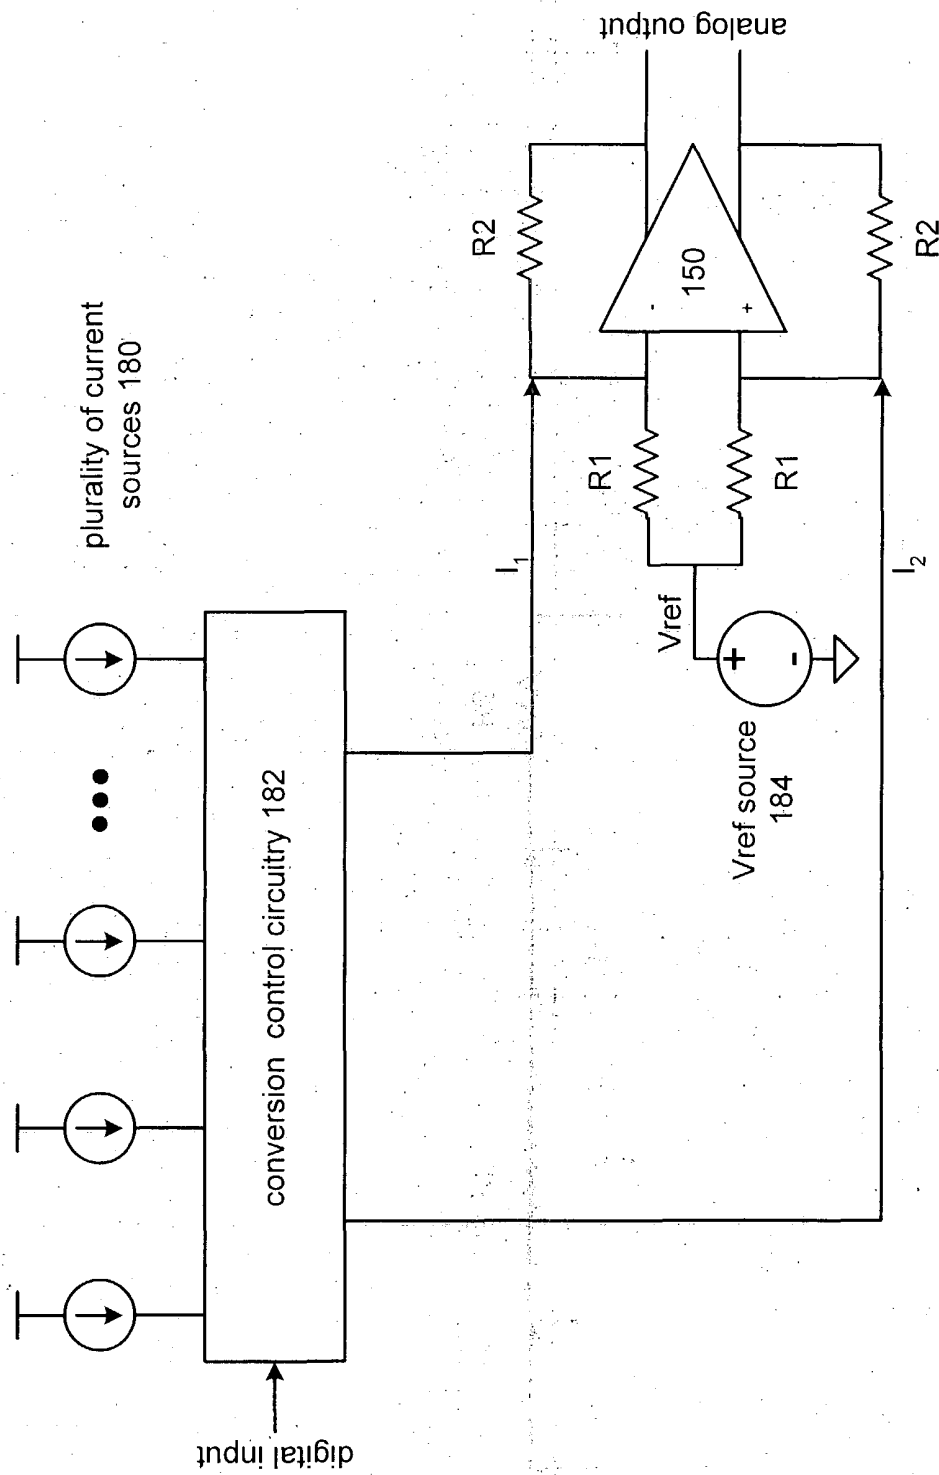 plurality of current
sources 180
digital input
conversion control circuitry 182
I1
I2
R2
R1
R1
R2
-
+
150
Vref
+
-
Vref source
184
analog output